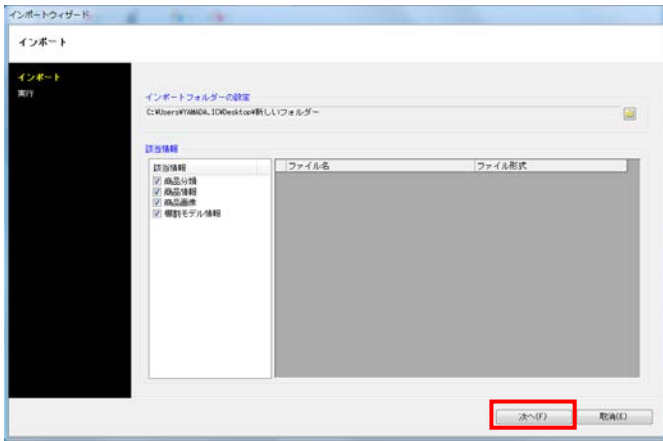 インポートウィザード
インポート
インポート
実行
インポートフォルダーの設定
C:¥Users¥YAMADA.IC¥Desktop¥新しいフォルダー
該当情報
該当情報
ファイル名
ファイル形式
商品分類
商品情報
商品画像
棚割モデル情報
次へ(F)
取消(C)